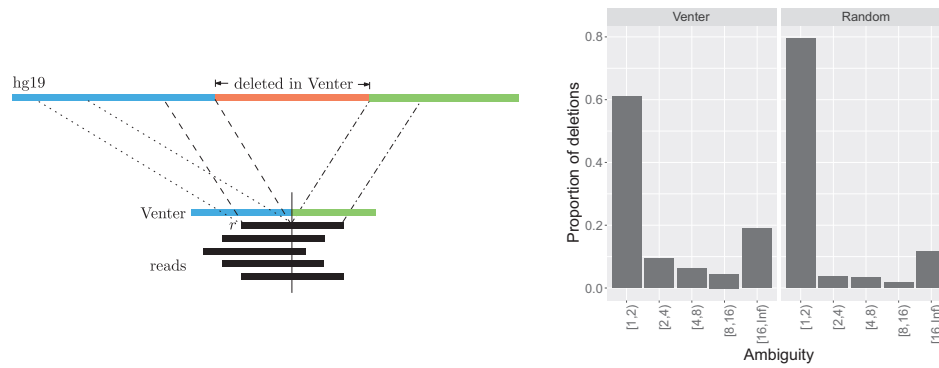 hg19
deleted in Venter
Venter
r
reads
Venter Random
Proportion of deletions
0.8
0.6
0.4
0.2
0.0
[1,2) [2,4) [4,8) [8,16) [16,Inf) [1,2) [2,4) [4,8) [8,16) [16,Inf)
Ambiguity